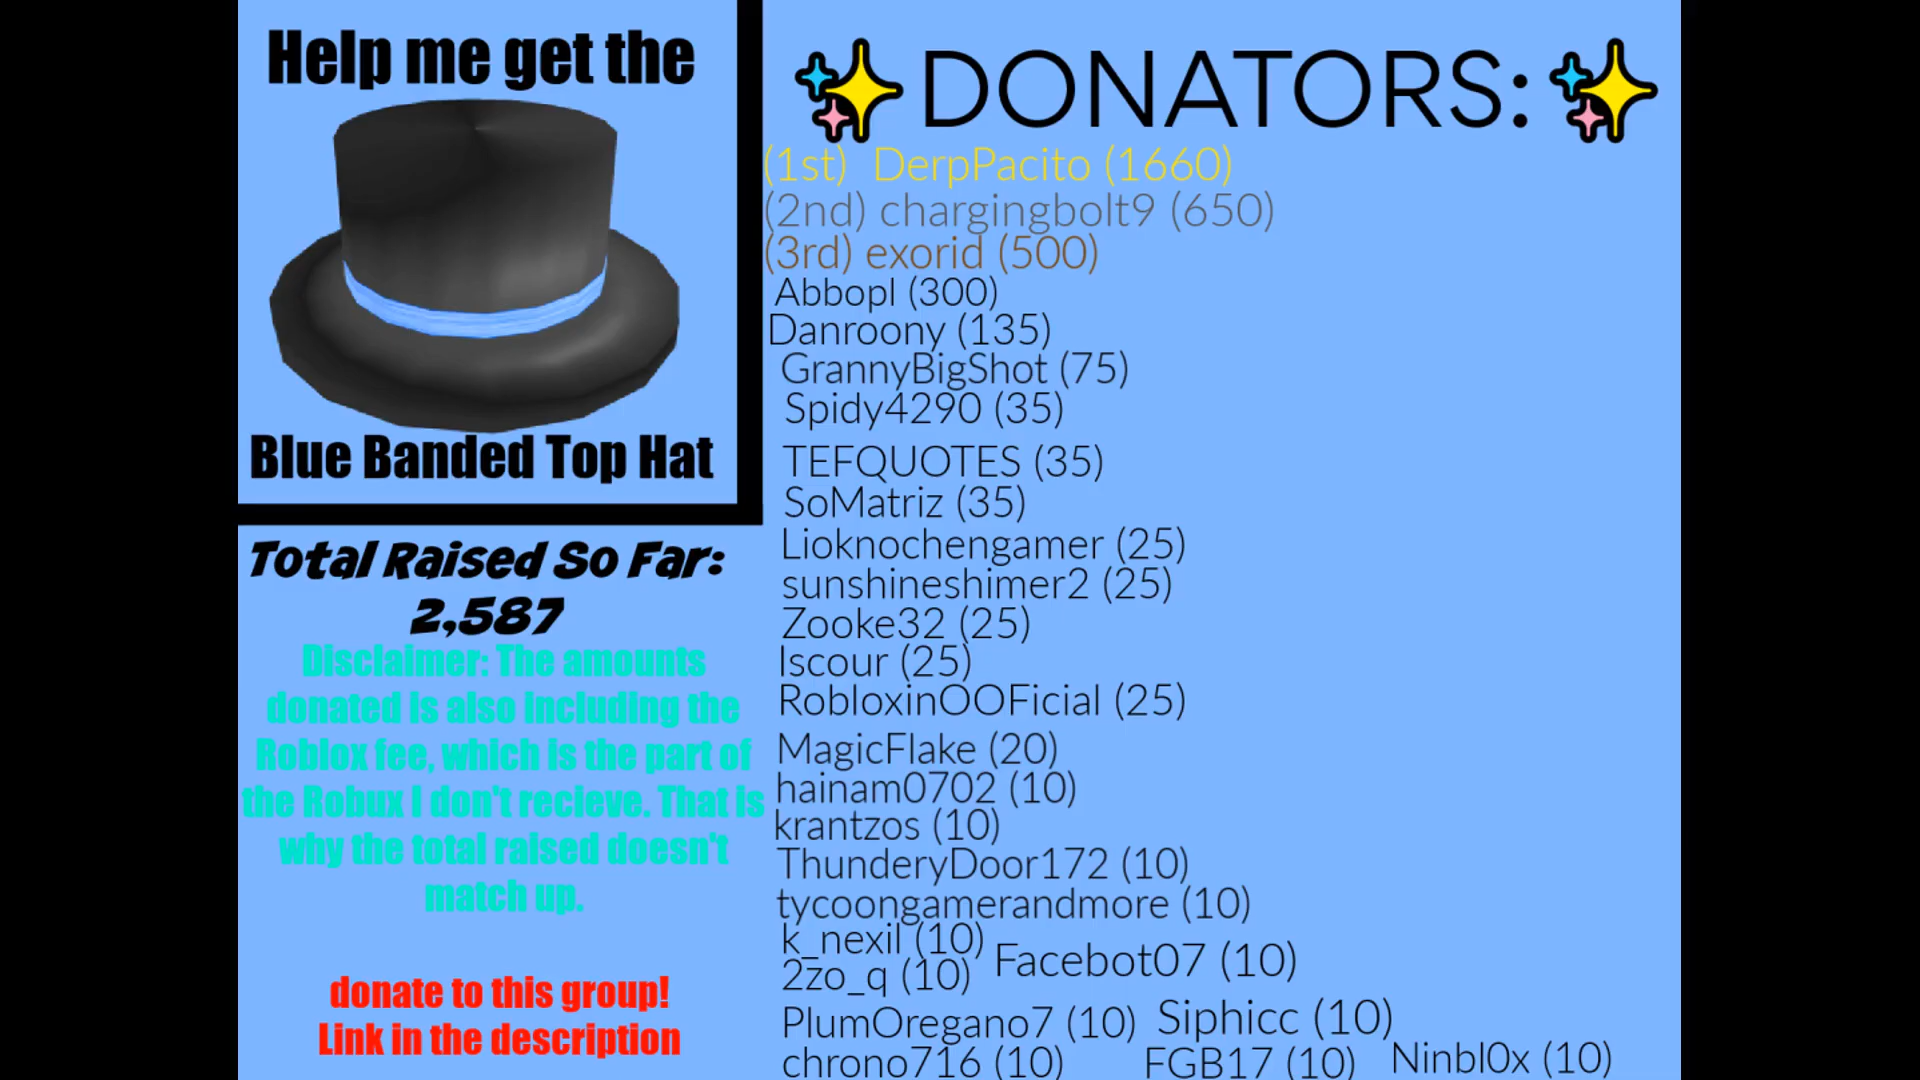 Help me get the
Blue Banded Top Hat
Total Raised So Far:
2,587
Disclaimer: The amounts
donated is also including the
Roblox fee, which is the part of
the Robux I don't recieve. That is
why the total raised doesn't
match up.
donate to this group!
Link in the description
DONATORS:
(1st) DerpPacito (1660)
(2nd) chargingbolt9 (650)
(3rd) exorid (500)
Abbopl (300)
Danroony (135)
GrannyBigShot (75)
Spidy4290 (35)
TEFQUOTES (35)
SoMatriz (35)
Lioknochengamer (25)
sunshineshimer2 (25)
Zooke32 (25)
Iscour (25)
RobloxinOOFicial (25)
MagicFlake (20)
hainam0702 (10)
krantzos (10)
ThunderyDoor172 (10)
tycoongamerandmore (10)
k_nexil (10)
Facebot07 (10)
2zo_q (10)
PlumOregano7 (10) Siphicc (10)
chrono716 (10) FGB17 (10) Ninbl0x (10)